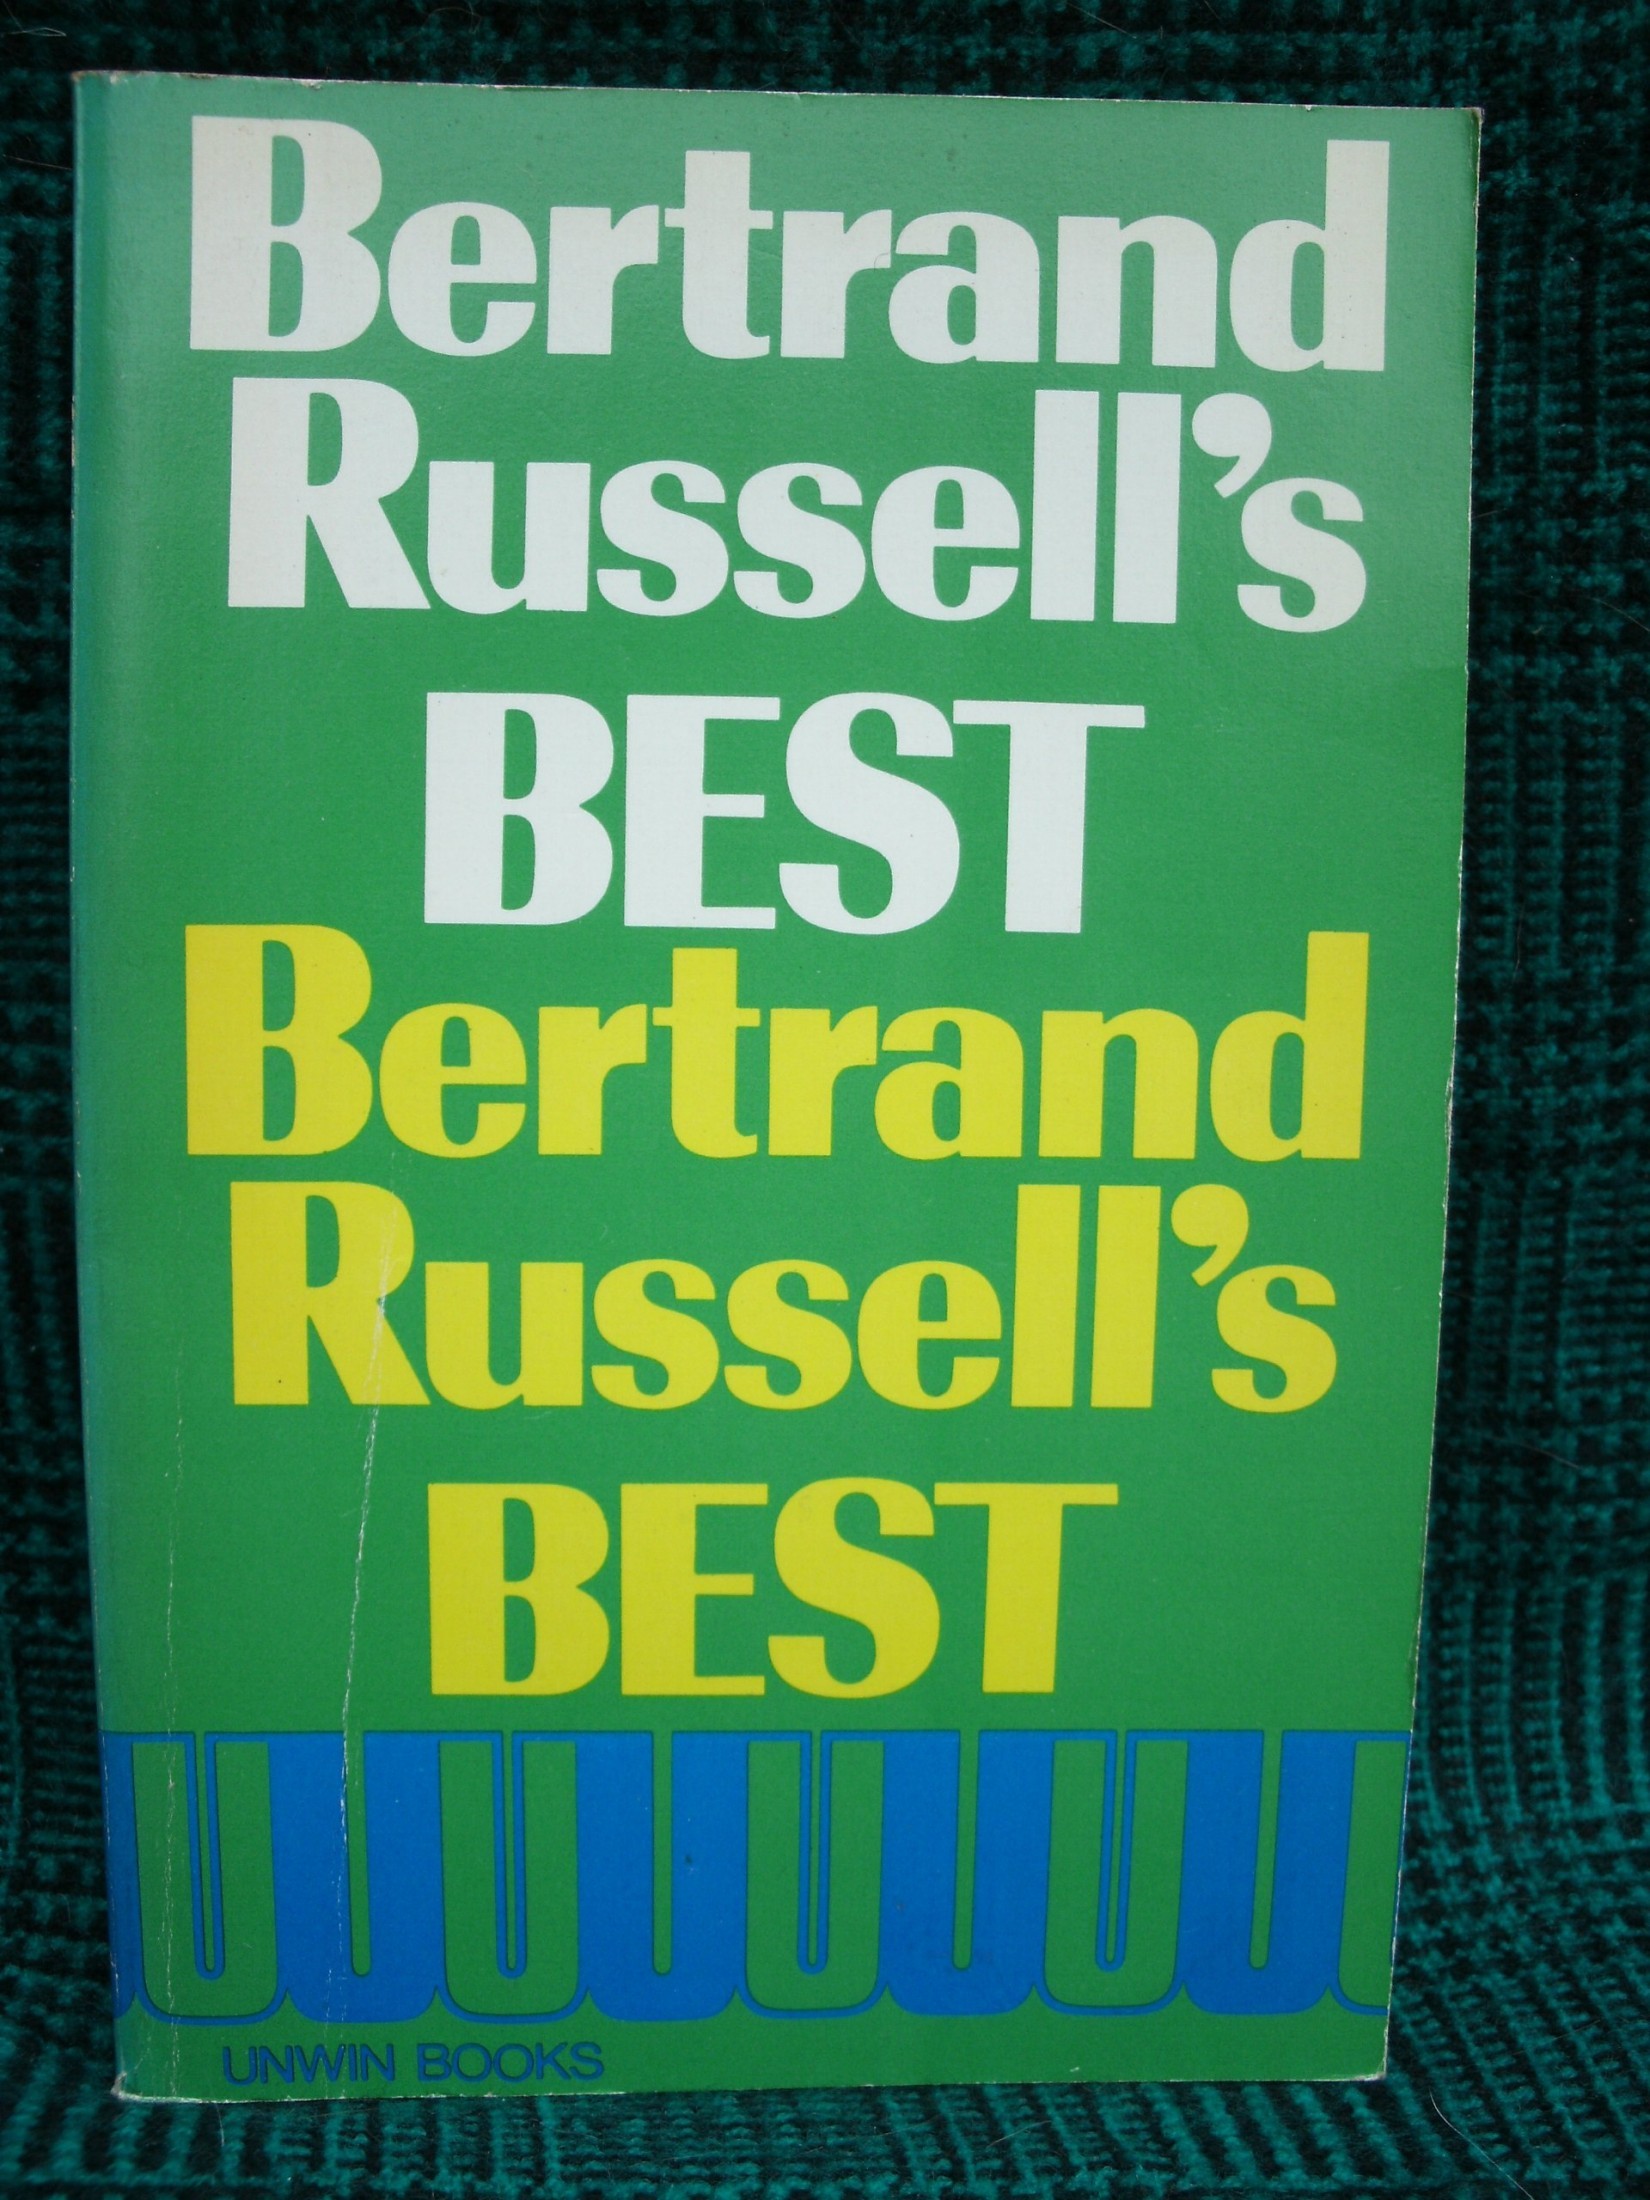 Bertrand
Russell’s
BEST
Bertrand
Russell’s
BEST
UNWIN BOOKS